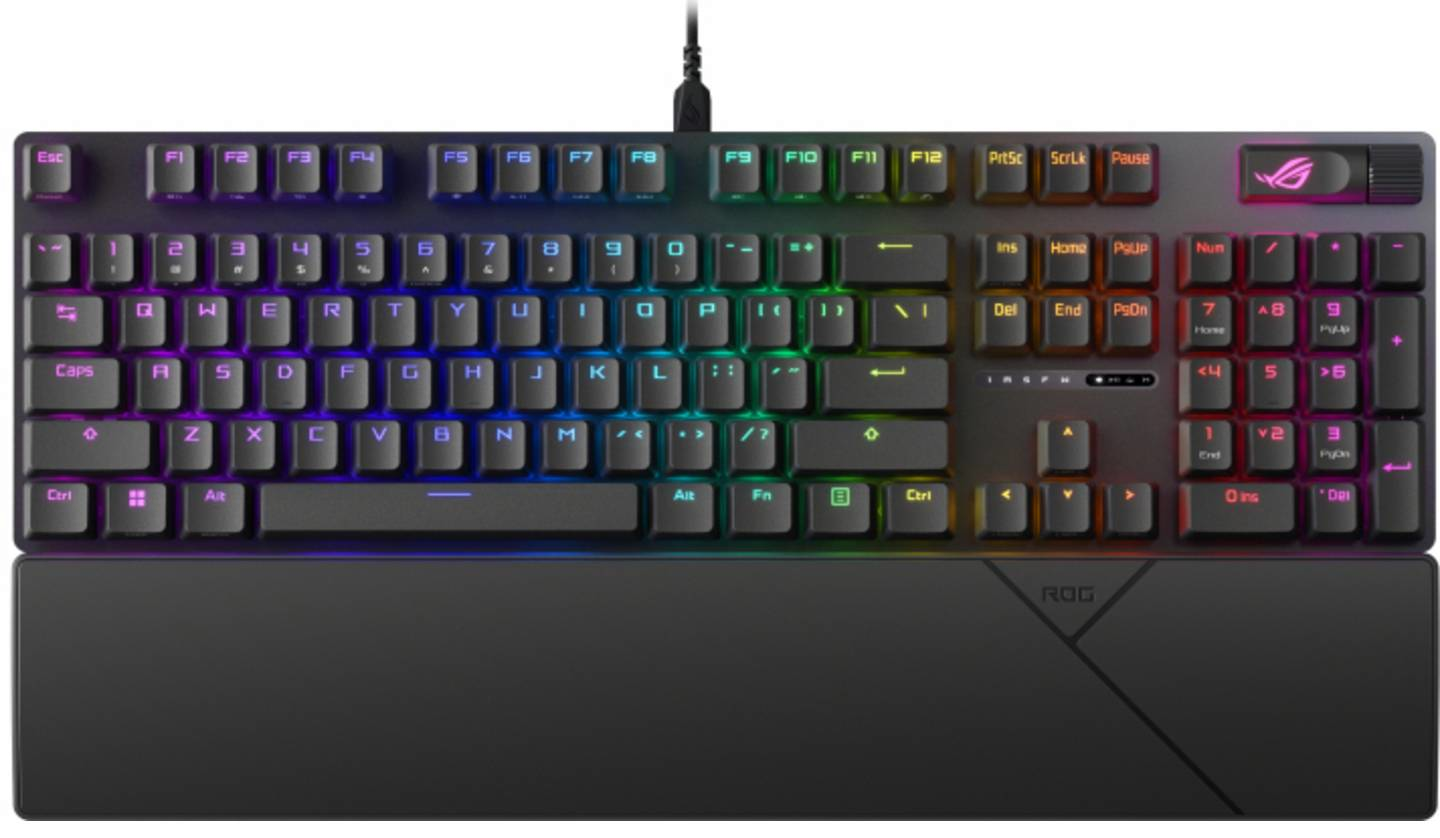 Esc F1 F2 F3 F4 F5 F6 F7 F8 F9 F10 F11 F12 PrtSc ScrLk Pause
` ~ 1 ! 2 @ 3 # 4 $ 5 % 6 ^ 7 & 8 * 9 ( 0 ) - _ = + Ins Home PgUp Num / * -
Q W E R T Y U I O P [ { ] } \ | Del End PgDn 7 Home 8 9 PgUp +
Caps A S D F G H J K L ; : ' " <4 5 >6
Z X C V B N M , < . > / ? 1 End 2 3 PgDn
Ctrl Alt Alt Fn Ctrl 0 Ins . Del
ROG